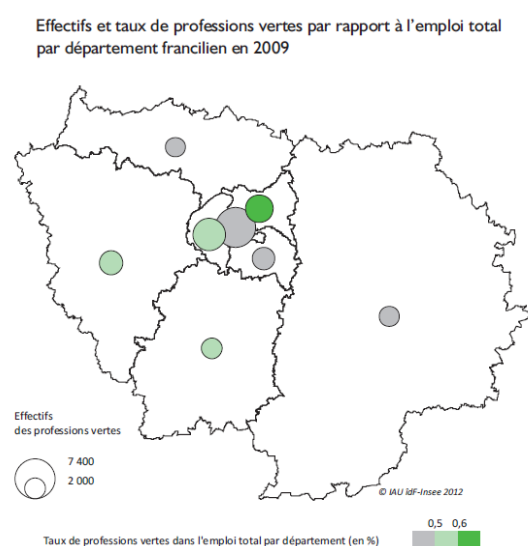 Effectifs et taux de professions vertes par rapport à l'emploi total
par département francilien en 2009
Effectifs
des professions vertes
7 400
2 000
© IAU îdF-Insee 2012
0,5 0,6
Taux de professions vertes dans l'emploi total par département (en %)